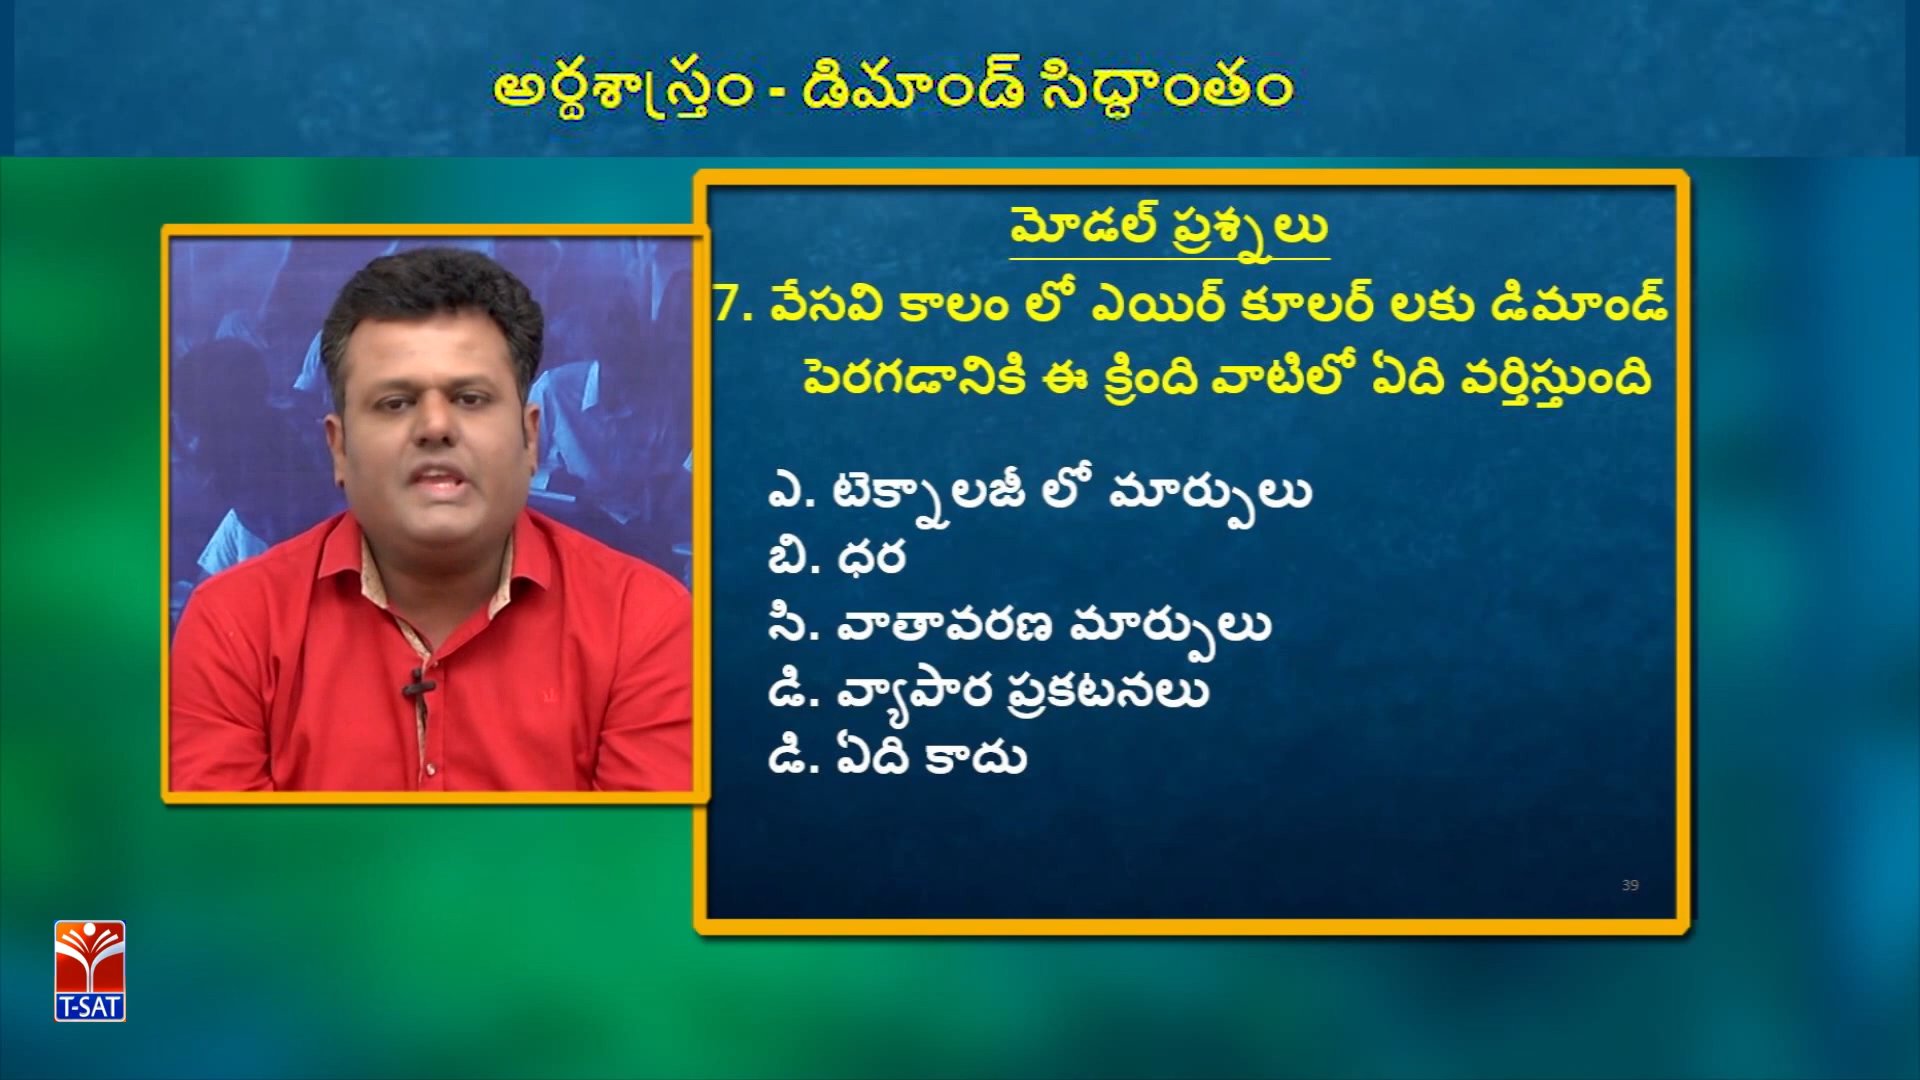 అర్థశాస్త్రం - డిమాండ్ సిద్ధాంతం
మోడల్ ప్రశ్నలు
7. వేసవి కాలం లో ఎయిర్ కూలర్ లకు డిమాండ్
పెరగడానికి ఈ క్రింది వాటిలో ఏది వర్తిస్తుంది
ఎ. టెక్నాలజీ లో మార్పులు
బి. ధర
సి. వాతావరణ మార్పులు
డి. వ్యాపార ప్రకటనలు
డి. ఏది కాదు
39
T-SAT